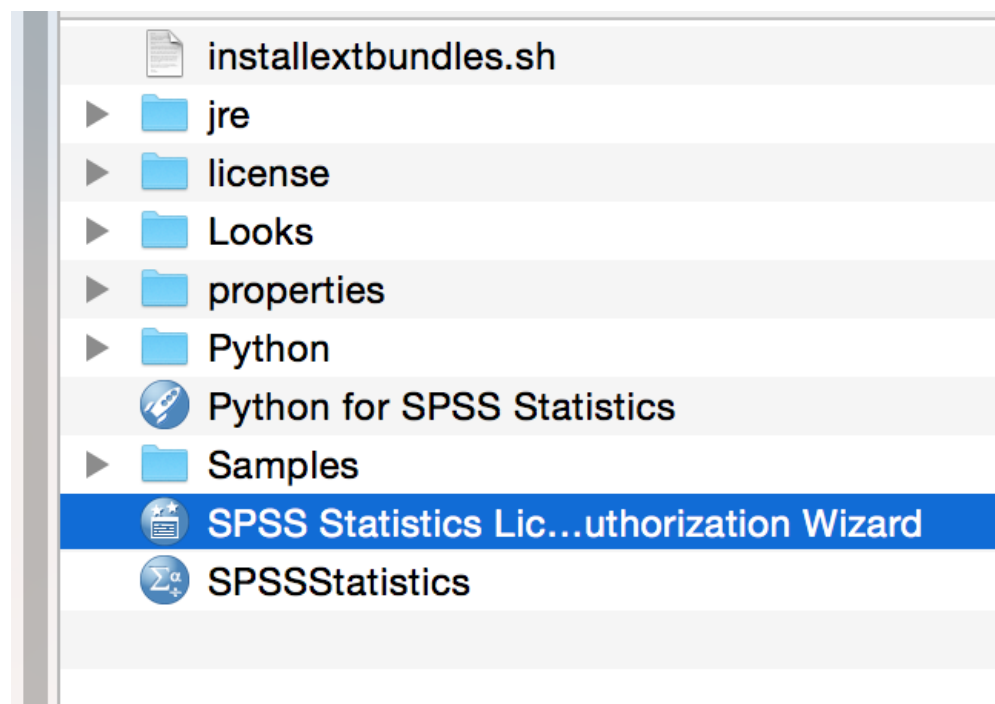 installextbundles.sh
jre
license
Looks
properties
Python
Python for SPSS Statistics
Samples
SPSS Statistics Lic...uthorization Wizard
SPSSStatistics